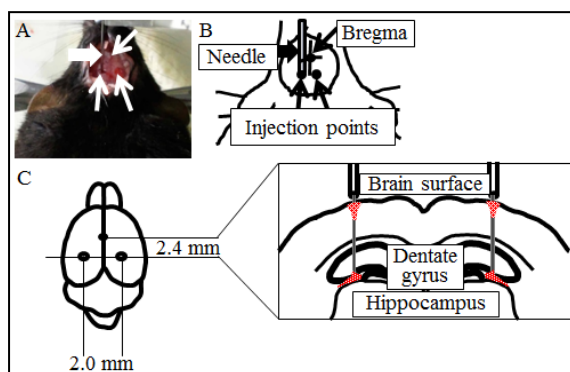 A
B
Bregma
Needle
Injection points
C
Brain surface
2.4 mm
Dentate
gyrus
Hippocampus
2.0 mm